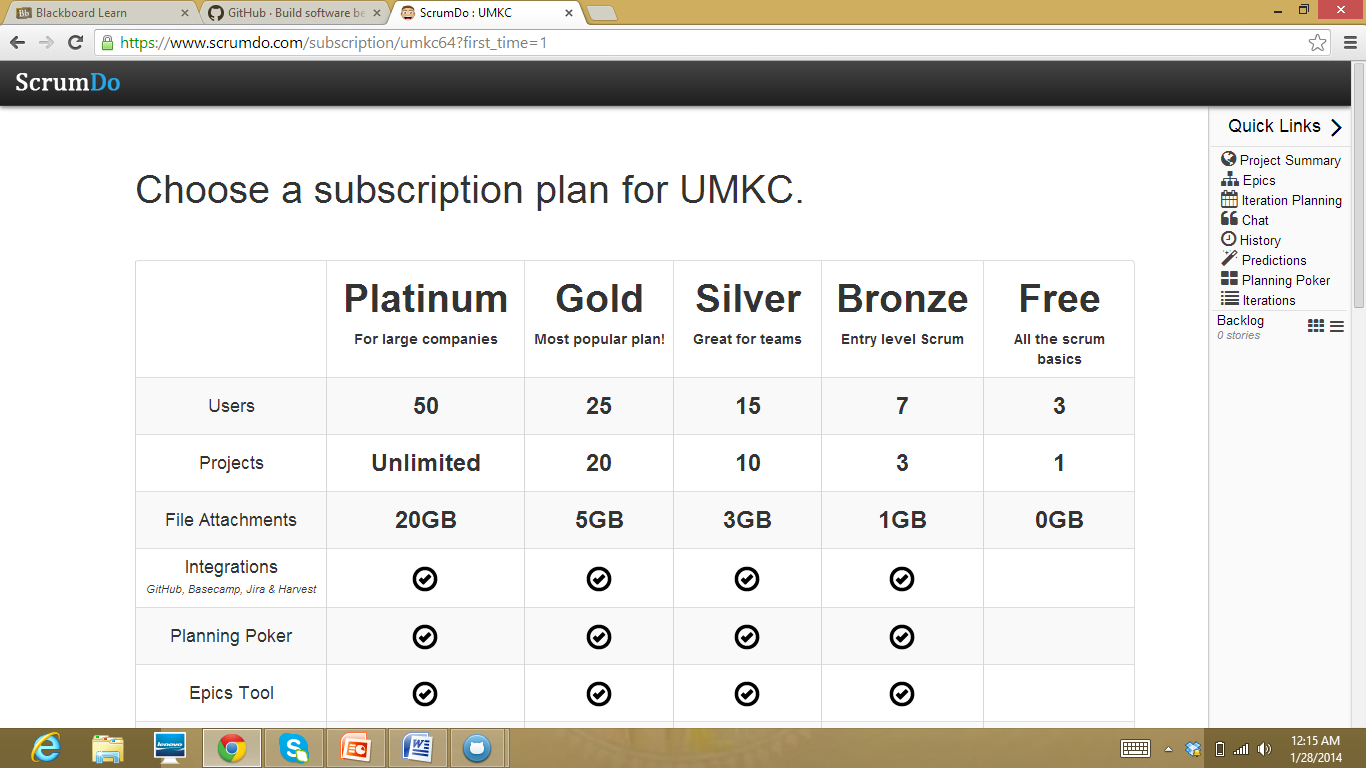 Blackboard Learn
GitHub · Build software be
ScrumDo : UMKC
https://www.scrumdo.com/subscription/umkc64?first_time=1
ScrumDo
Quick Links
Project Summary
Epics
Iteration Planning
Chat
History
Predictions
Planning Poker
Iterations
Backlog
0 stories
Choose a subscription plan for UMKC.
Platinum Gold Silver Bronze Free
For large companies Most popular plan! Great for teams Entry level Scrum All the scrum
basics
Users 50 25 15 7 3
Projects Unlimited 20 10 3 1
File Attachments 20GB 5GB 3GB 1GB 0GB
Integrations
GitHub, Basecamp, Jira & Harvest
Planning Poker
Epics Tool
lenovo
12:15 AM
1/28/2014